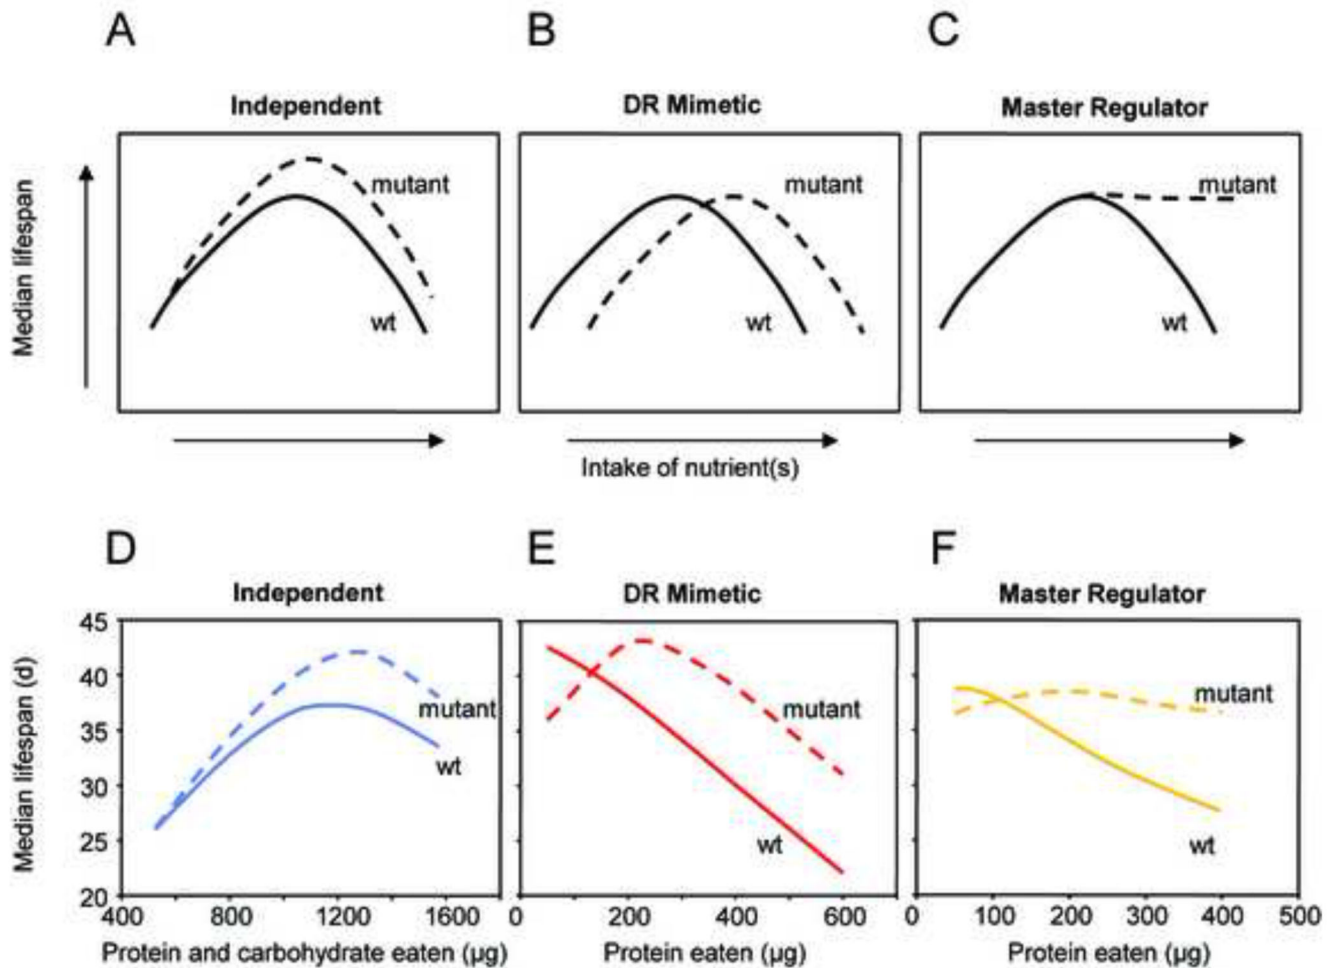 A
B
C
Independent
DR Mimetic
Master Regulator
Median lifespan
mutant
wt
mutant
wt
mutant
wt
Intake of nutrient(s)
D
E
F
Independent
DR Mimetic
Master Regulator
Median lifespan (d)
45
40
35
30
25
20
mutant
wt
mutant
wt
mutant
wt
400 800 1200 1600
0 200 400 600
0 100 200 300 400 500
Protein and carbohydrate eaten (µg)
Protein eaten (µg)
Protein eaten (µg)